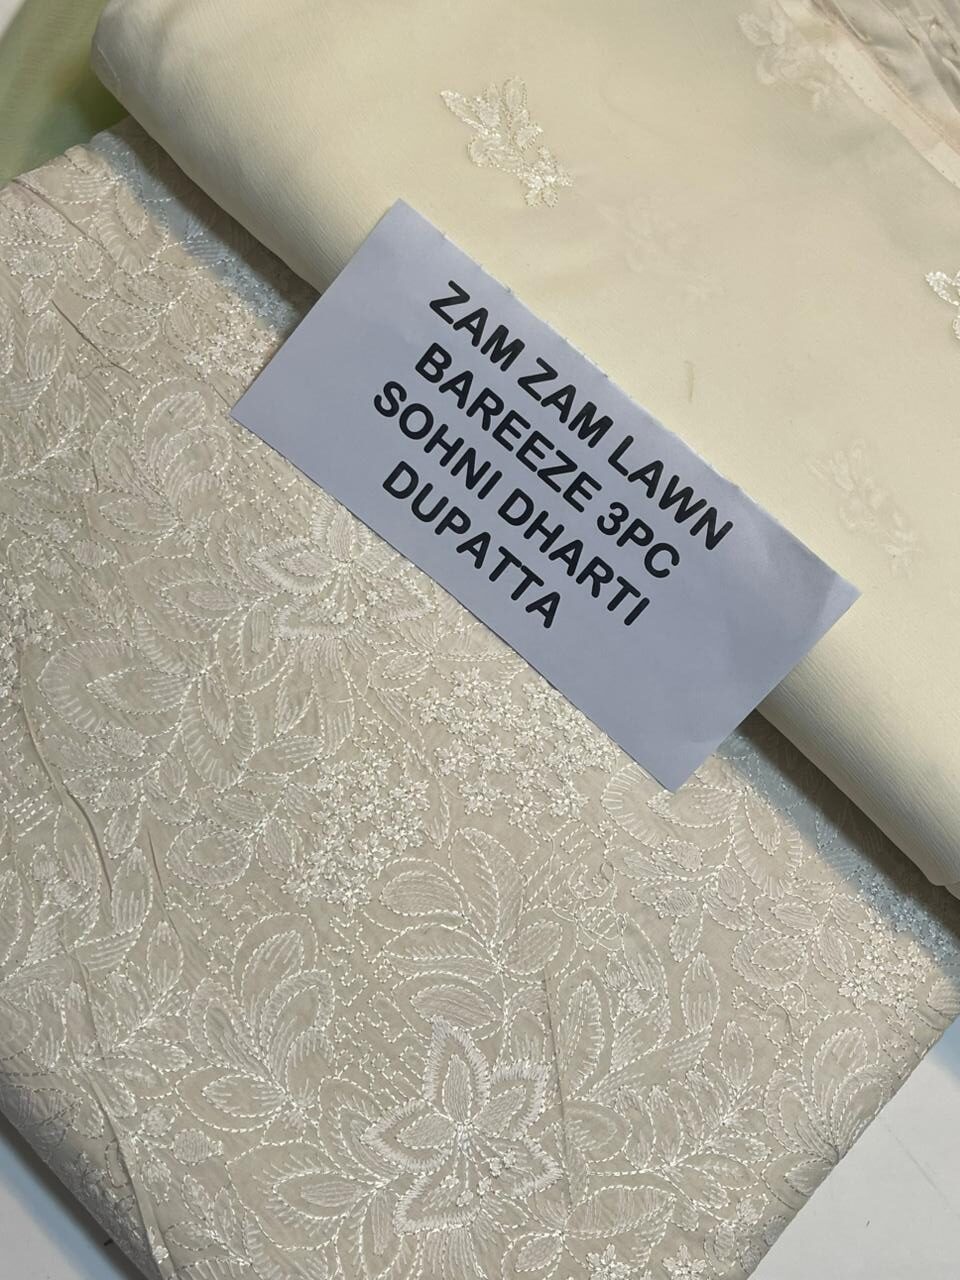 ZAM ZAM LAWN
BAREEZE 3PC
SOHNI DHARTI
DUPATTA